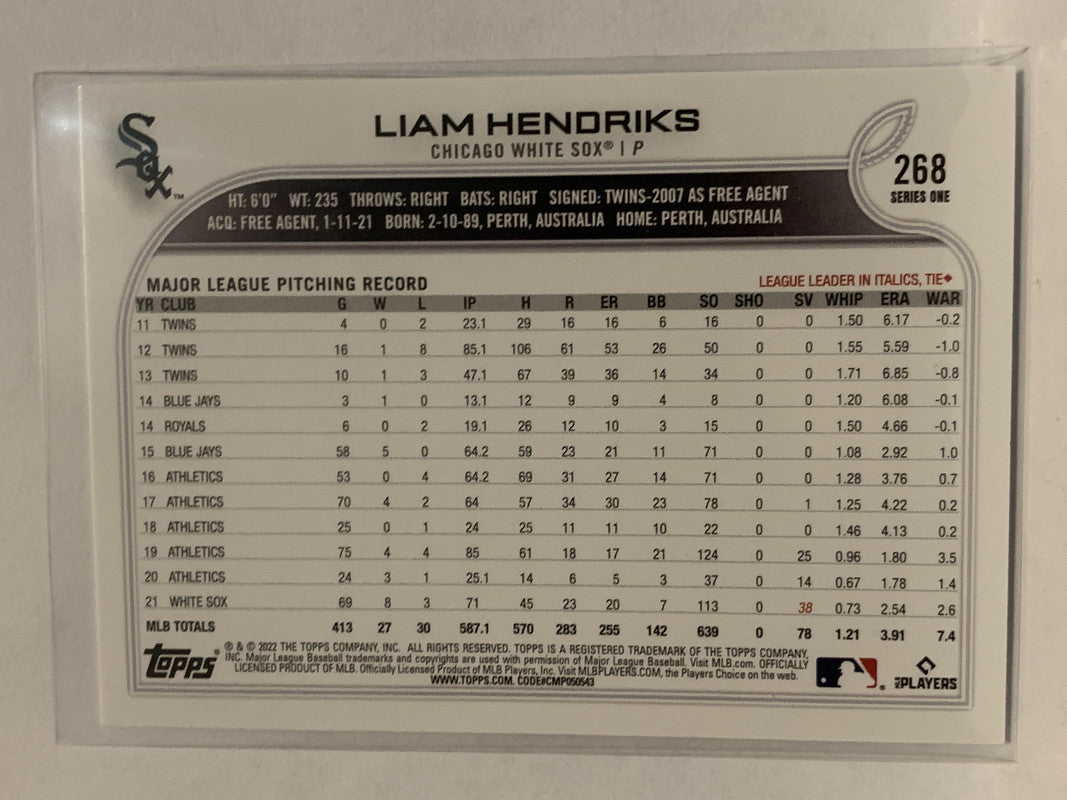 LIAM HENDRIKS
CHICAGO WHITE SOX® | P
Sox™
268
SERIES ONE
HT: 6'0" WT: 235 THROWS: RIGHT BATS: RIGHT SIGNED: TWINS-2007 AS FREE AGENT
ACQ: FREE AGENT, 1-11-21 BORN: 2-10-89, PERTH, AUSTRALIA HOME: PERTH, AUSTRALIA
MAJOR LEAGUE PITCHING RECORD LEAGUE LEADER IN ITALICS, TIE◆
YR CLUB G W L IP H R ER BB SO SHO SV WHIP ERA WAR
11 TWINS 4 0 2 23.1 29 16 16 6 16 0 0 1.50 6.17 -0.2
12 TWINS 16 1 8 85.1 106 61 53 26 50 0 0 1.55 5.59 -1.0
13 TWINS 10 1 3 47.1 67 39 36 14 34 0 0 1.71 6.85 -0.8
14 BLUE JAYS 3 1 0 13.1 12 9 9 4 8 0 0 1.20 6.08 -0.1
14 ROYALS 6 0 2 19.1 26 12 10 3 15 0 0 1.50 4.66 -0.1
15 BLUE JAYS 58 5 0 64.2 59 23 21 11 71 0 0 1.08 2.92 1.0
16 ATHLETICS 53 0 4 64.2 69 31 27 14 71 0 0 1.28 3.76 0.7
17 ATHLETICS 70 4 2 64 57 34 30 23 78 0 1 1.25 4.22 0.2
18 ATHLETICS 25 0 1 24 25 11 11 10 22 0 0 1.46 4.13 0.2
19 ATHLETICS 75 4 4 85 61 18 17 21 124 0 25 0.96 1.80 3.5
20 ATHLETICS 24 3 1 25.1 14 6 5 3 37 0 14 0.67 1.78 1.4
21 WHITE SOX 69 8 3 71 45 23 20 7 113 0 38 0.73 2.54 2.6
MLB TOTALS 413 27 30 587.1 570 283 255 142 639 0 78 1.21 3.91 7.4
Topps®
® & © 2022 THE TOPPS COMPANY, INC. ALL RIGHTS RESERVED. TOPPS IS A REGISTERED TRADEMARK OF THE TOPPS COMPANY,
INC. Major League Baseball trademarks and copyrights are used with permission of Major League Baseball. Visit MLB.com. OFFICIALLY
LICENSED PRODUCT OF MLB. Officially Licensed Product of MLB Players, Inc. Visit MLBPLAYERS.COM, the Players Choice on the web.
WWW.TOPPS.COM. CODE#CMP050543
MLB PLAYERS